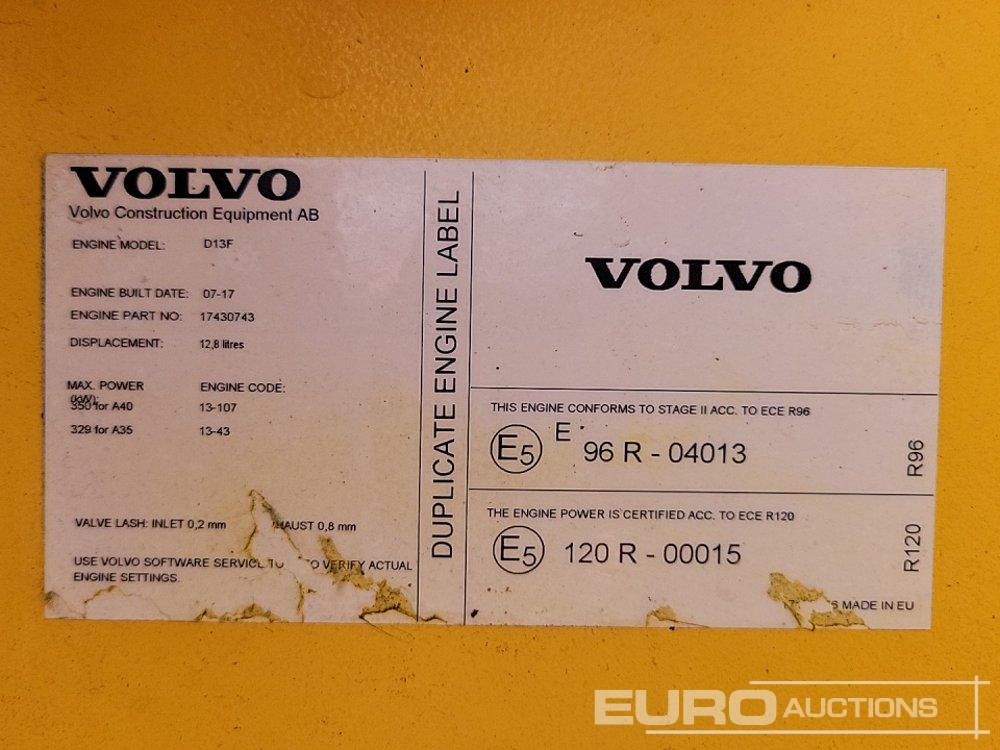 VOLVO
Volvo Construction Equipment AB
ENGINE MODEL: D13F
ENGINE BUILT DATE: 07-17
ENGINE PART NO: 17430743
DISPLACEMENT: 12,8 litres
MAX. POWER ENGINE CODE:
(kW):
350 for A40 13-107
329 for A35 13-43
VALVE LASH: INLET 0,2 mm HAUST 0,8 mm
USE VOLVO SOFTWARE SERVICE TO VERIFY ACTUAL
ENGINE SETTINGS.
DUPLICATE ENGINE LABEL
VOLVO
THIS ENGINE CONFORMS TO STAGE II ACC. TO ECE R96
E5 E 96 R - 04013
R96
THE ENGINE POWER IS CERTIFIED ACC. TO ECE R120
E5 120 R - 00015
R120
MADE IN EU
EURO AUCTIONS